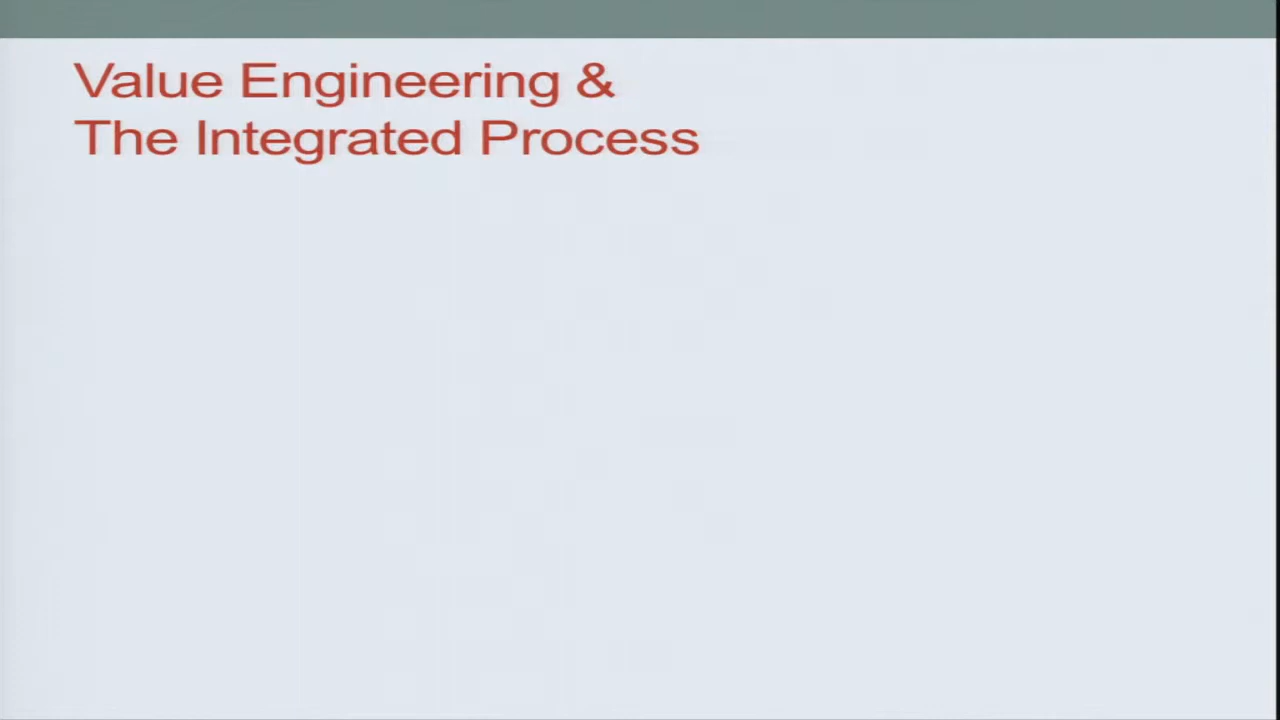 Value Engineering &
The Integrated Process